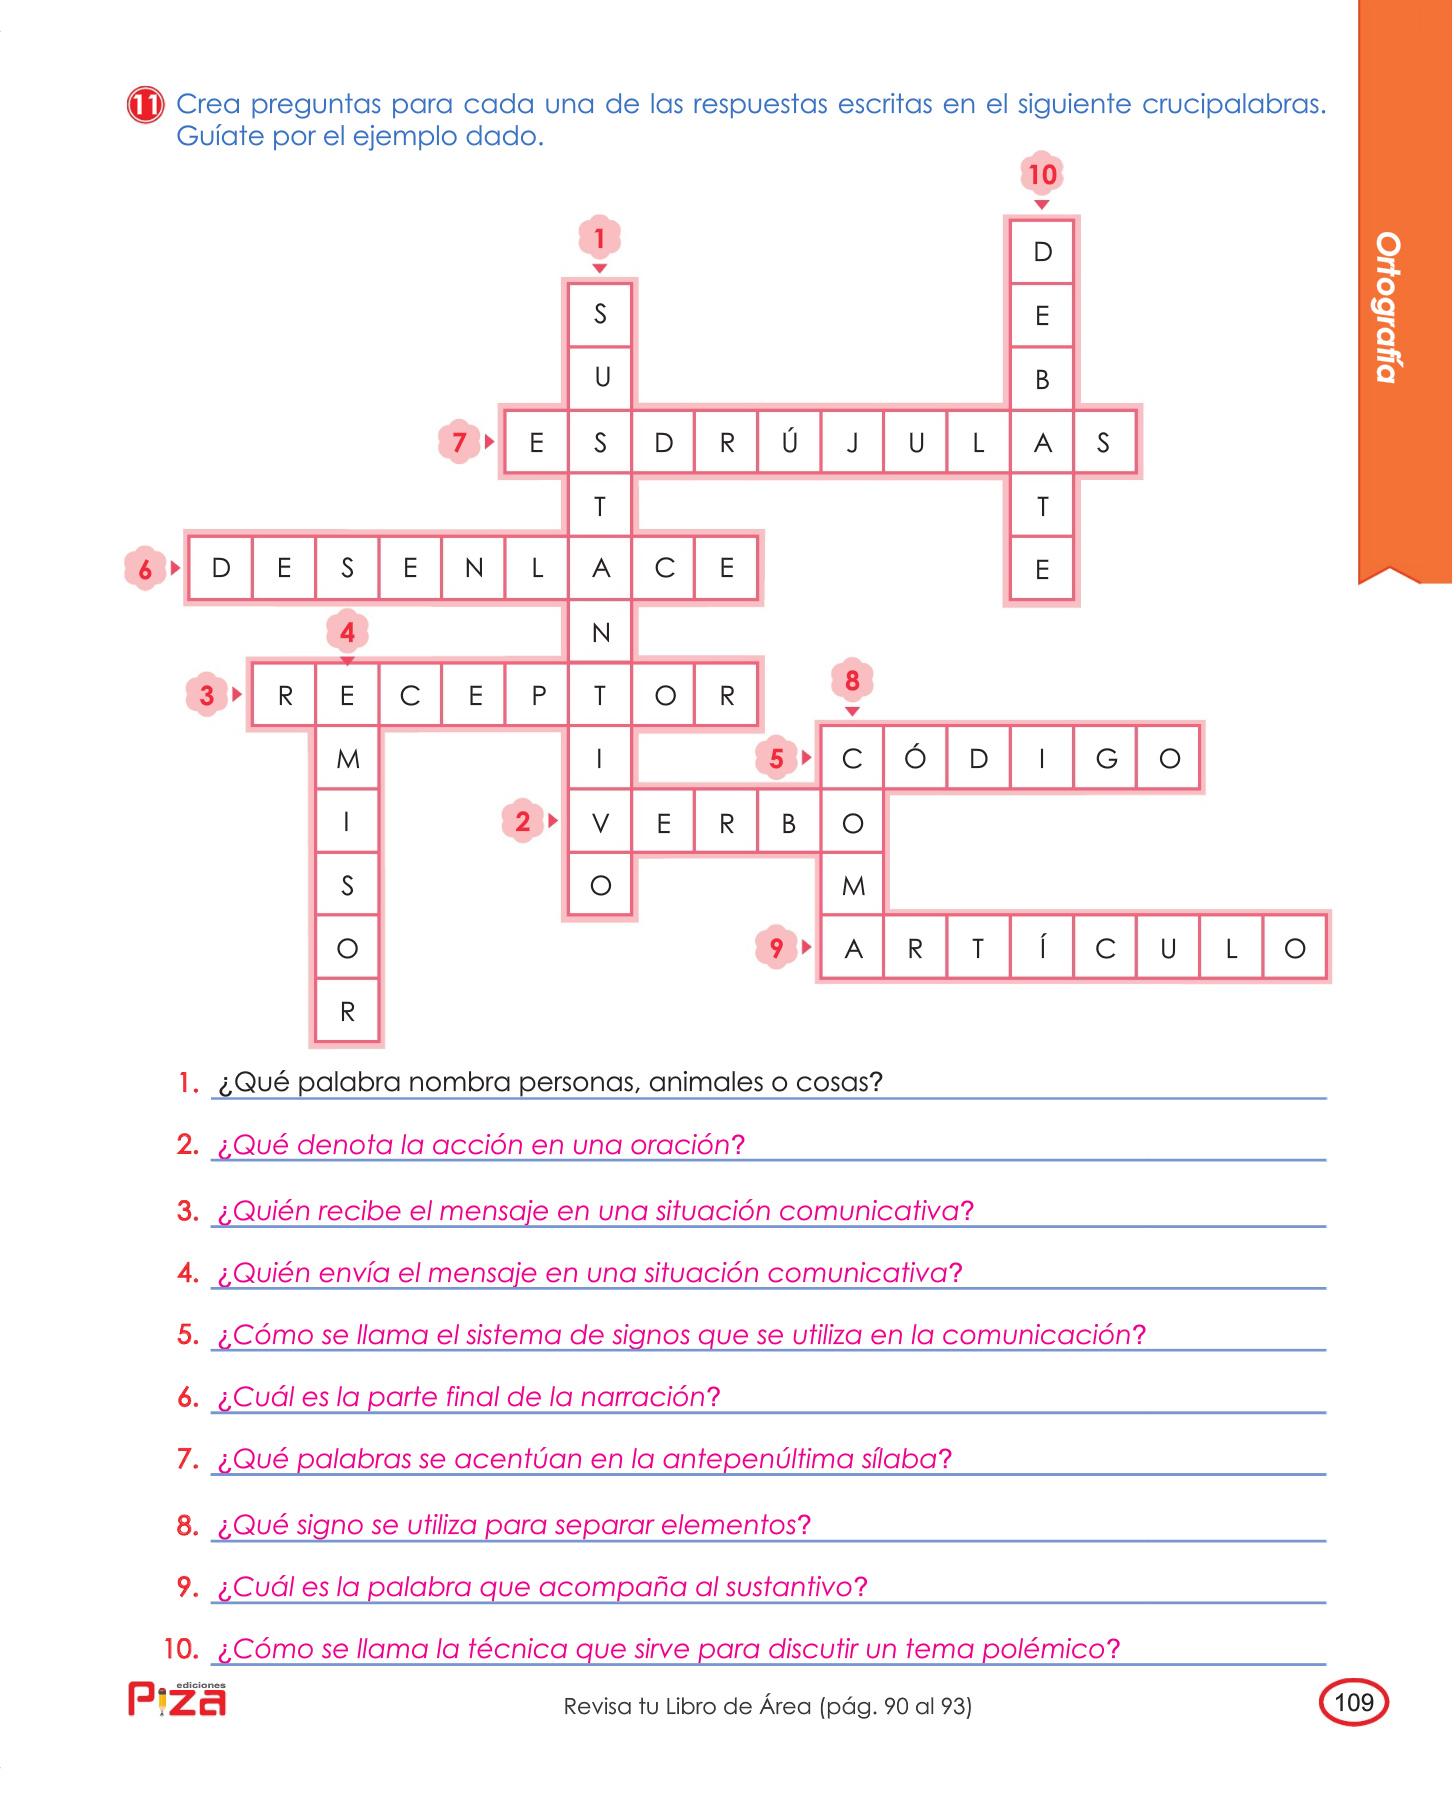 11 Crea preguntas para cada una de las respuestas escritas en el siguiente crucipalabras.
Guíate por el ejemplo dado.
10
1
D
S
E
U
B
7 E S D R Ú J U L A S
T
T
6 D E S E N L A C E
E
4
N
3 R E C E P T O R
8
M
I
5 C Ó D I G O
I
2 V E R B O
S
O
M
O
9 A R T Í C U L O
R
Ortografía
1. ¿Qué palabra nombra personas, animales o cosas?
2. ¿Qué denota la acción en una oración?
3. ¿Quién recibe el mensaje en una situación comunicativa?
4. ¿Quién envía el mensaje en una situación comunicativa?
5. ¿Cómo se llama el sistema de signos que se utiliza en la comunicación?
6. ¿Cuál es la parte final de la narración?
7. ¿Qué palabras se acentúan en la antepenúltima sílaba?
8. ¿Qué signo se utiliza para separar elementos?
9. ¿Cuál es la palabra que acompaña al sustantivo?
10. ¿Cómo se llama la técnica que sirve para discutir un tema polémico?
ediciones
Piza
Revisa tu Libro de Área (pág. 90 al 93)
109